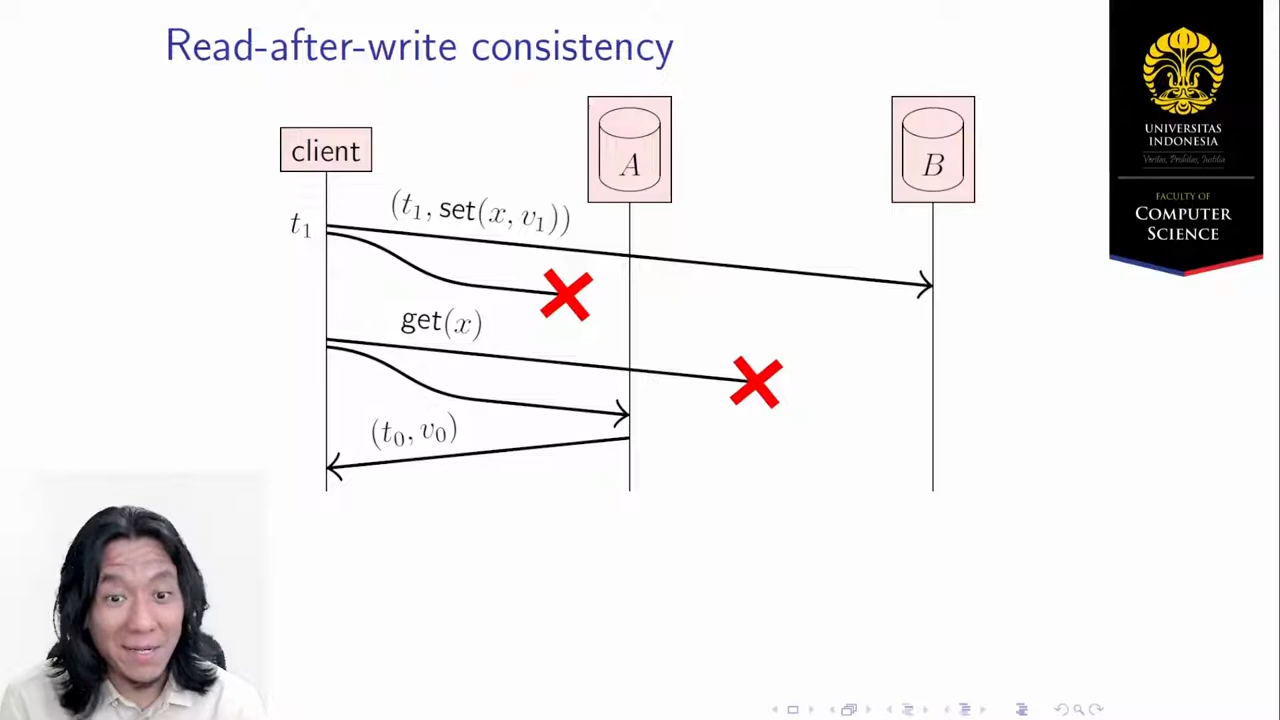 Read-after-write consistency
client
A
B
t₁
(t₁, set(x, v₁))
get(x)
(t₀, v₀)
UNIVERSITAS
INDONESIA
Veritas, Probitas, Iustitia
FACULTY OF
COMPUTER
SCIENCE